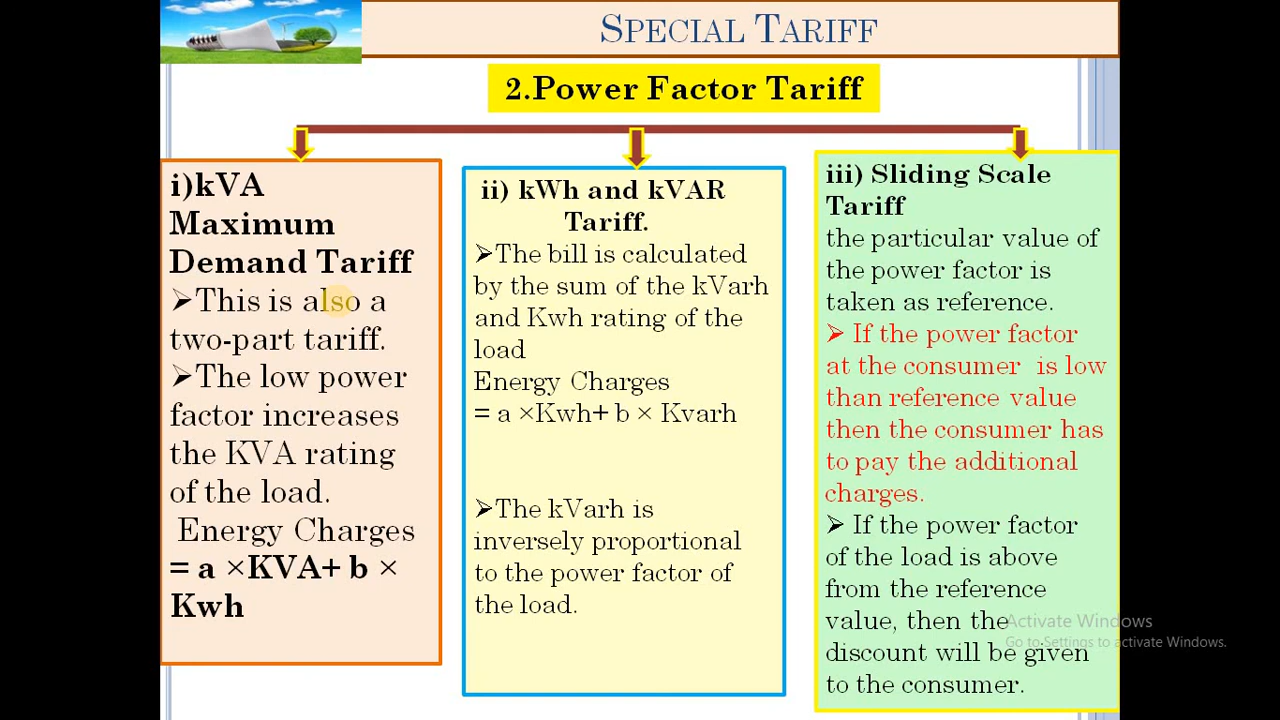 SPECIAL TARIFF
2.Power Factor Tariff
i)kVA
Maximum
Demand Tariff
➢This is also a
two-part tariff.
➢The low power
factor increases
the KVA rating
of the load.
Energy Charges
= a ×KVA+ b ×
Kwh
ii) kWh and kVAR
Tariff.
➢The bill is calculated
by the sum of the kVarh
and Kwh rating of the
load
Energy Charges
= a ×Kwh+ b × Kvarh
➢The kVarh is
inversely proportional
to the power factor of
the load.
iii) Sliding Scale
Tariff
the particular value of
the power factor is
taken as reference.
➢ If the power factor
at the consumer is low
than reference value
then the consumer has
to pay the additional
charges.
➢ If the power factor
of the load is above
from the reference
value, then the
discount will be given
to the consumer.
Activate Windows
Go to Settings to activate Windows.